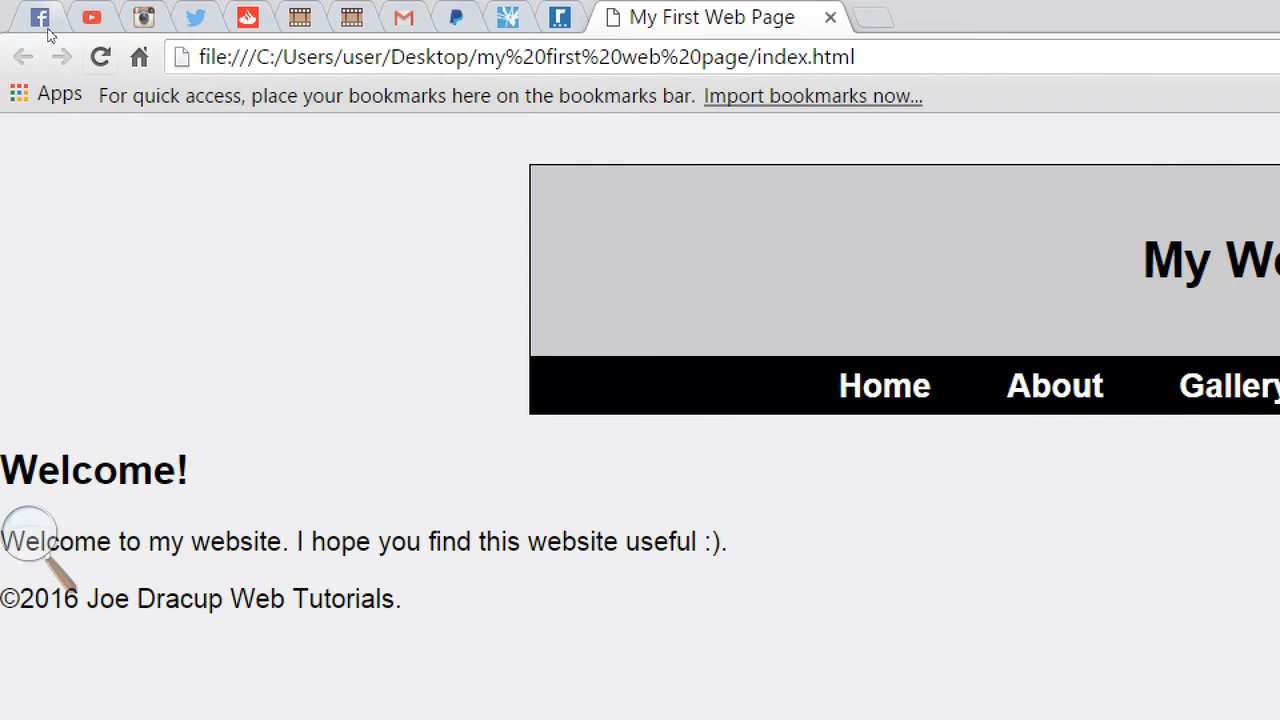 My First Web Page
file:///C:/Users/user/Desktop/my%20first%20web%20page/index.html
Apps For quick access, place your bookmarks here on the bookmarks bar. Import bookmarks now...
My We
Home About Gallery
Welcome!
Welcome to my website. I hope you find this website useful :).
©2016 Joe Dracup Web Tutorials.